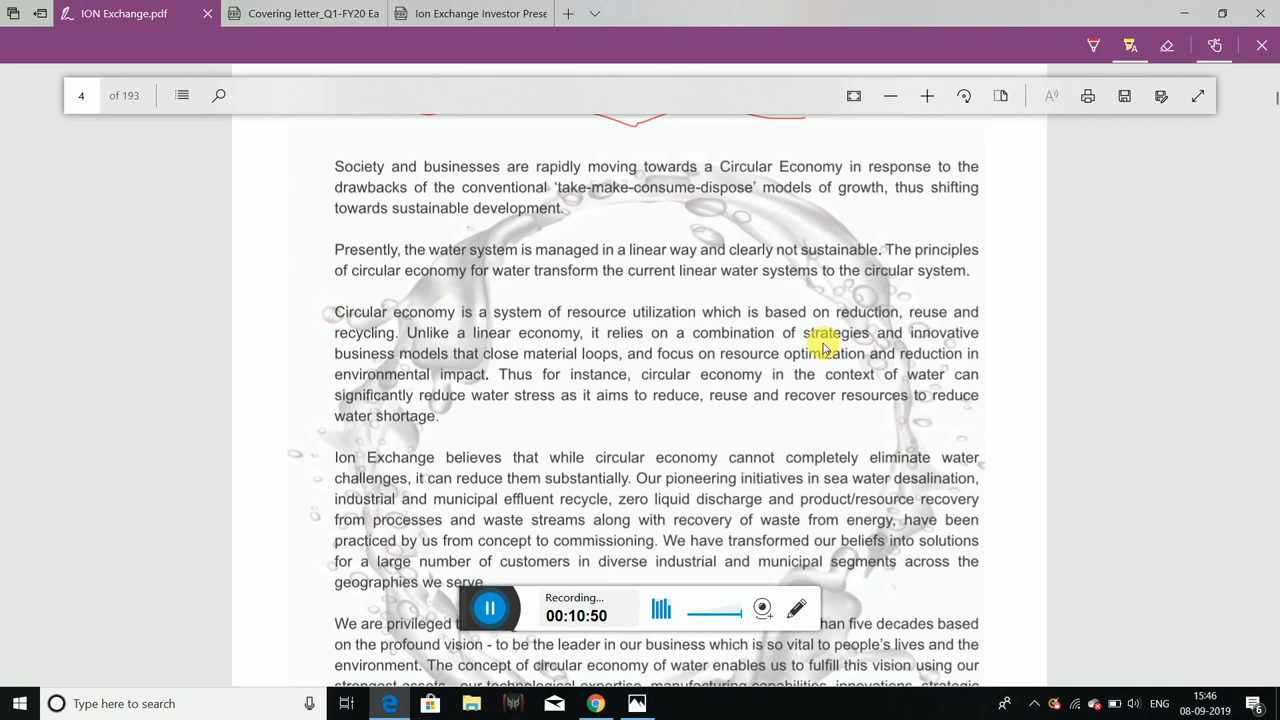 ION Exchange.pdf
Covering letter_Q1-FY20 Ea
Ion Exchange Investor Prese
4 of 193
Society and businesses are rapidly moving towards a Circular Economy in response to the
drawbacks of the conventional ‘take-make-consume-dispose’ models of growth, thus shifting
towards sustainable development.
Presently, the water system is managed in a linear way and clearly not sustainable. The principles
of circular economy for water transform the current linear water systems to the circular system.
Circular economy is a system of resource utilization which is based on reduction, reuse and
recycling. Unlike a linear economy, it relies on a combination of strategies and innovative
business models that close material loops, and focus on resource optimization and reduction in
environmental impact. Thus for instance, circular economy in the context of water can
significantly reduce water stress as it aims to reduce, reuse and recover resources to reduce
water shortage.
Ion Exchange believes that while circular economy cannot completely eliminate water
challenges, it can reduce them substantially. Our pioneering initiatives in sea water desalination,
industrial and municipal effluent recycle, zero liquid discharge and product/resource recovery
from processes and waste streams along with recovery of waste from energy, have been
practiced by us from concept to commissioning. We have transformed our beliefs into solutions
for a large number of customers in diverse industrial and municipal segments across the
geographies we serve.
Recording...
00:10:50
We are privileged han five decades based
on the profound vision - to be the leader in our business which is so vital to people’s lives and the
environment. The concept of circular economy of water enables us to fulfill this vision using our
strongest assets - our technological expertise, manufacturing capabilities, innovations, strategic
Type here to search
ENG
15:46
08-09-2019
6